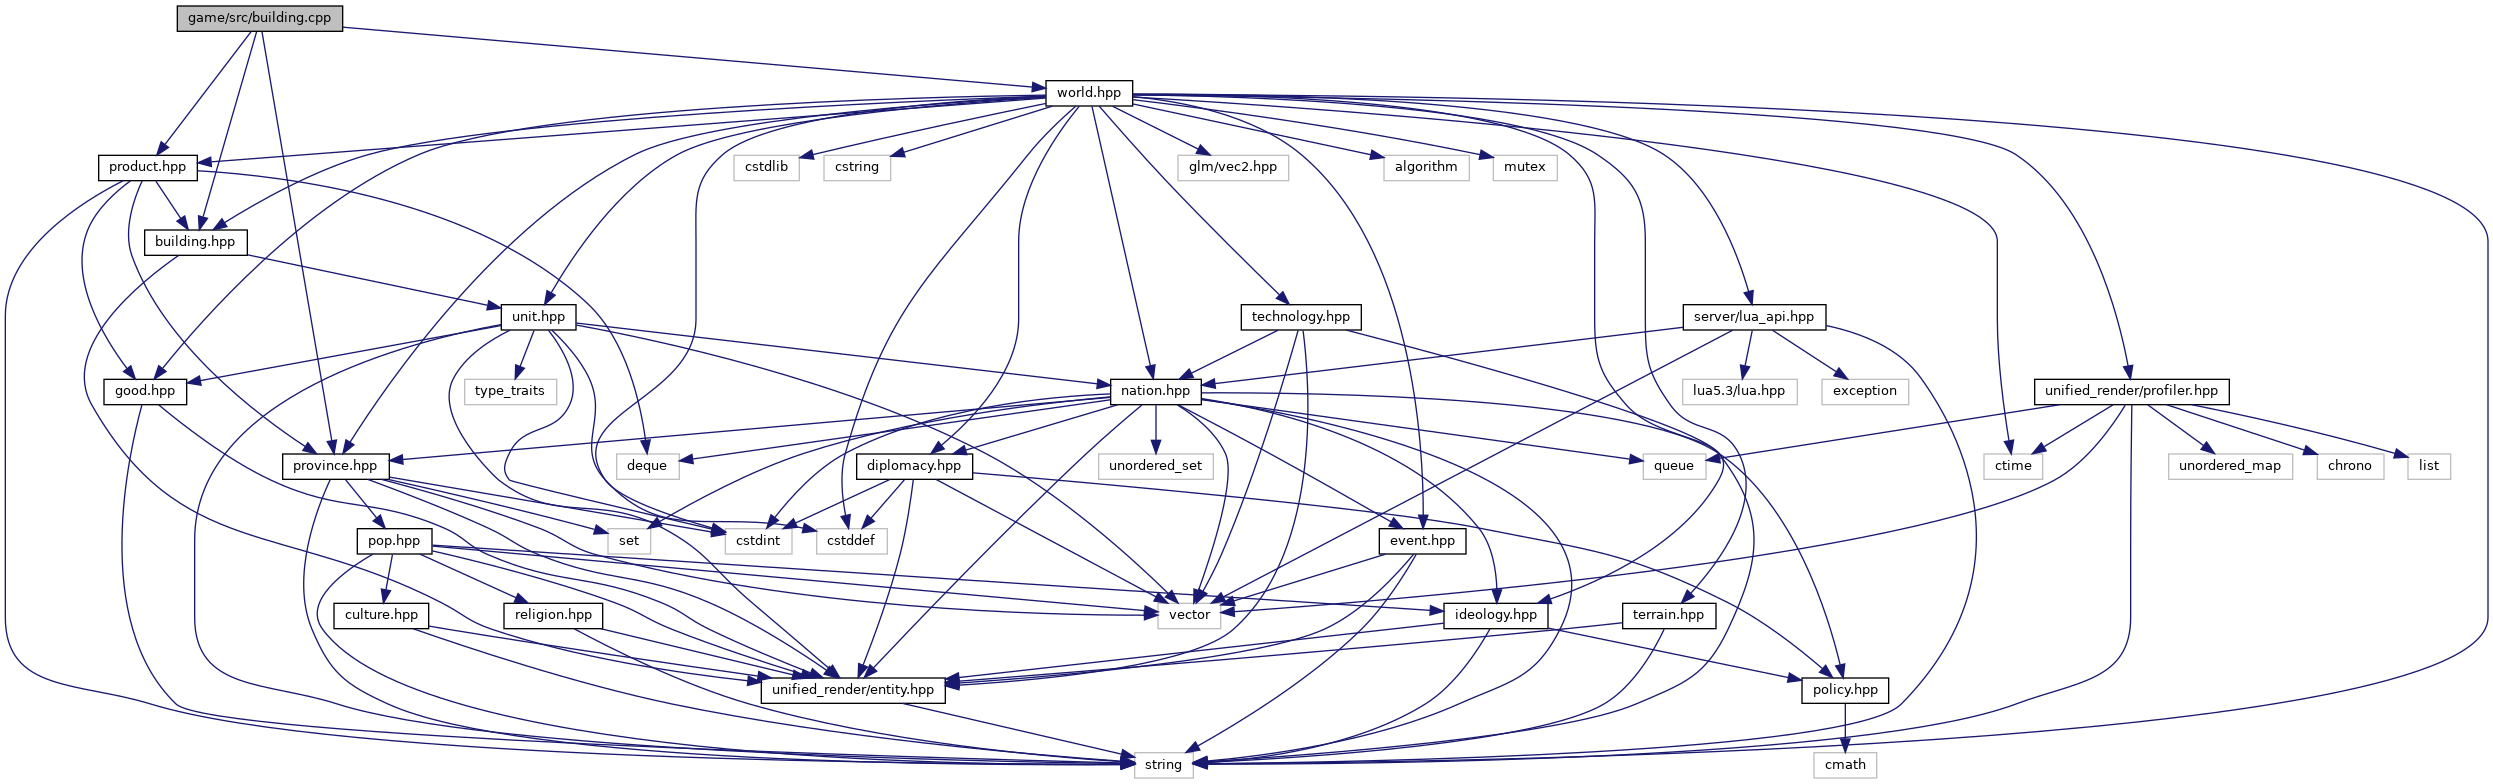 game/src/building.cpp
world.hpp
product.hpp
cstdlib
cstring
glm/vec2.hpp
algorithm
mutex
building.hpp
unit.hpp
technology.hpp
server/lua_api.hpp
good.hpp
type_traits
nation.hpp
lua5.3/lua.hpp
exception
unified_render/profiler.hpp
province.hpp
deque
diplomacy.hpp
unordered_set
queue
ctime
unordered_map
chrono
list
pop.hpp
set
cstdint
cstddef
event.hpp
culture.hpp
religion.hpp
vector
ideology.hpp
terrain.hpp
unified_render/entity.hpp
policy.hpp
string
cmath